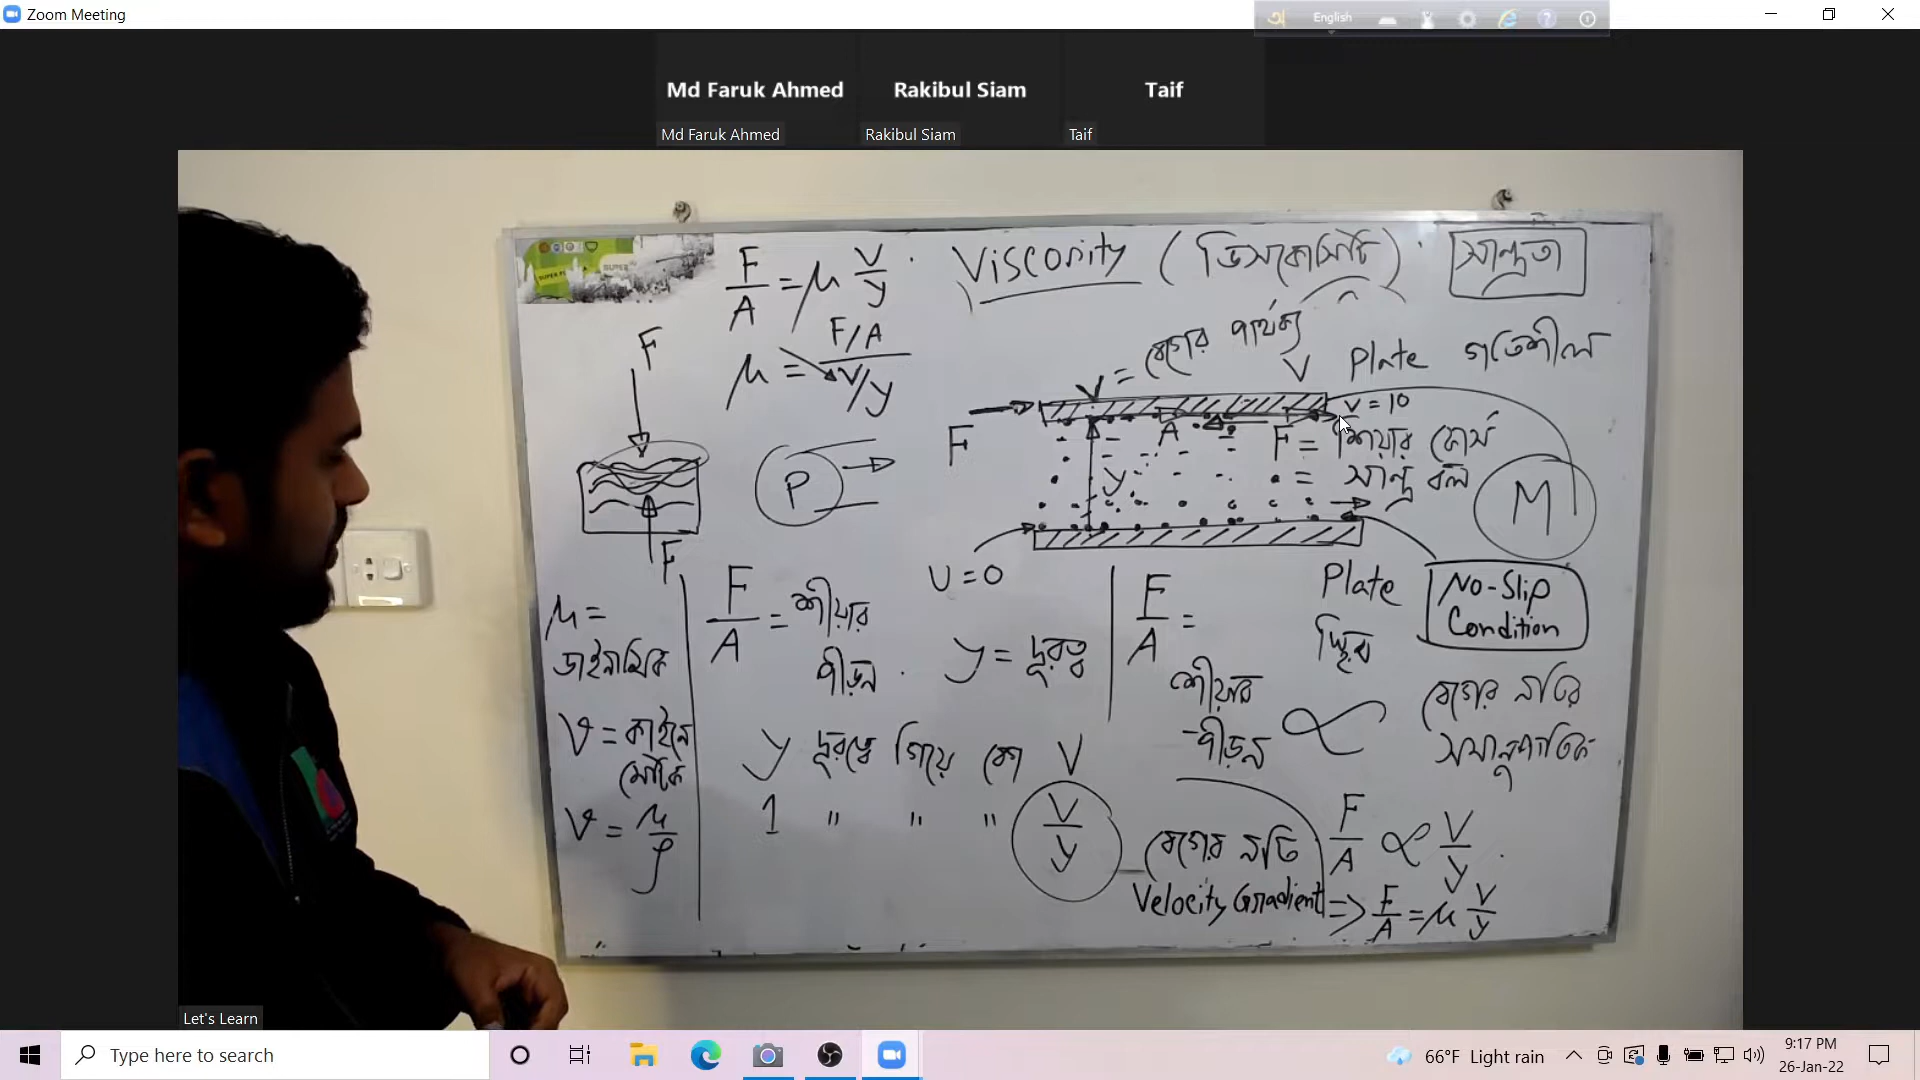 Zoom Meeting
English
Md Faruk Ahmed
Rakibul Siam
Taif
Md Faruk Ahmed
Rakibul Siam
Taif
F/A = μ V/y
Viscosity (ভিসকোসিটি)
সান্দ্রতা
μ = F/A / V/y
V = বেগের পার্থক্য
V
Plate গতিশীল
V = 10
F
F
F
A
y
P
F = শিয়ার ফোর্স
= সান্দ্র বল
M
U = 0
Plate স্থির
No-Slip
Condition
μ =
ডাইনামিক
ν = কাইনে
মেটিক
ν = μ/ρ
F/A = শীয়ার
পীড়ন
y = দূরত্ব
y দূরত্বে গিয়ে বেগ V
1 " " " V/y
F/A =
শীয়ার
পীড়ন ∝ বেগের নতির
সমানুপাতিক
বেগের নতি
Velocity Gradient
F/A ∝ V/y
=> F/A = μ V/y
Let's Learn
Type here to search
66°F Light rain
9:17 PM
26-Jan-22